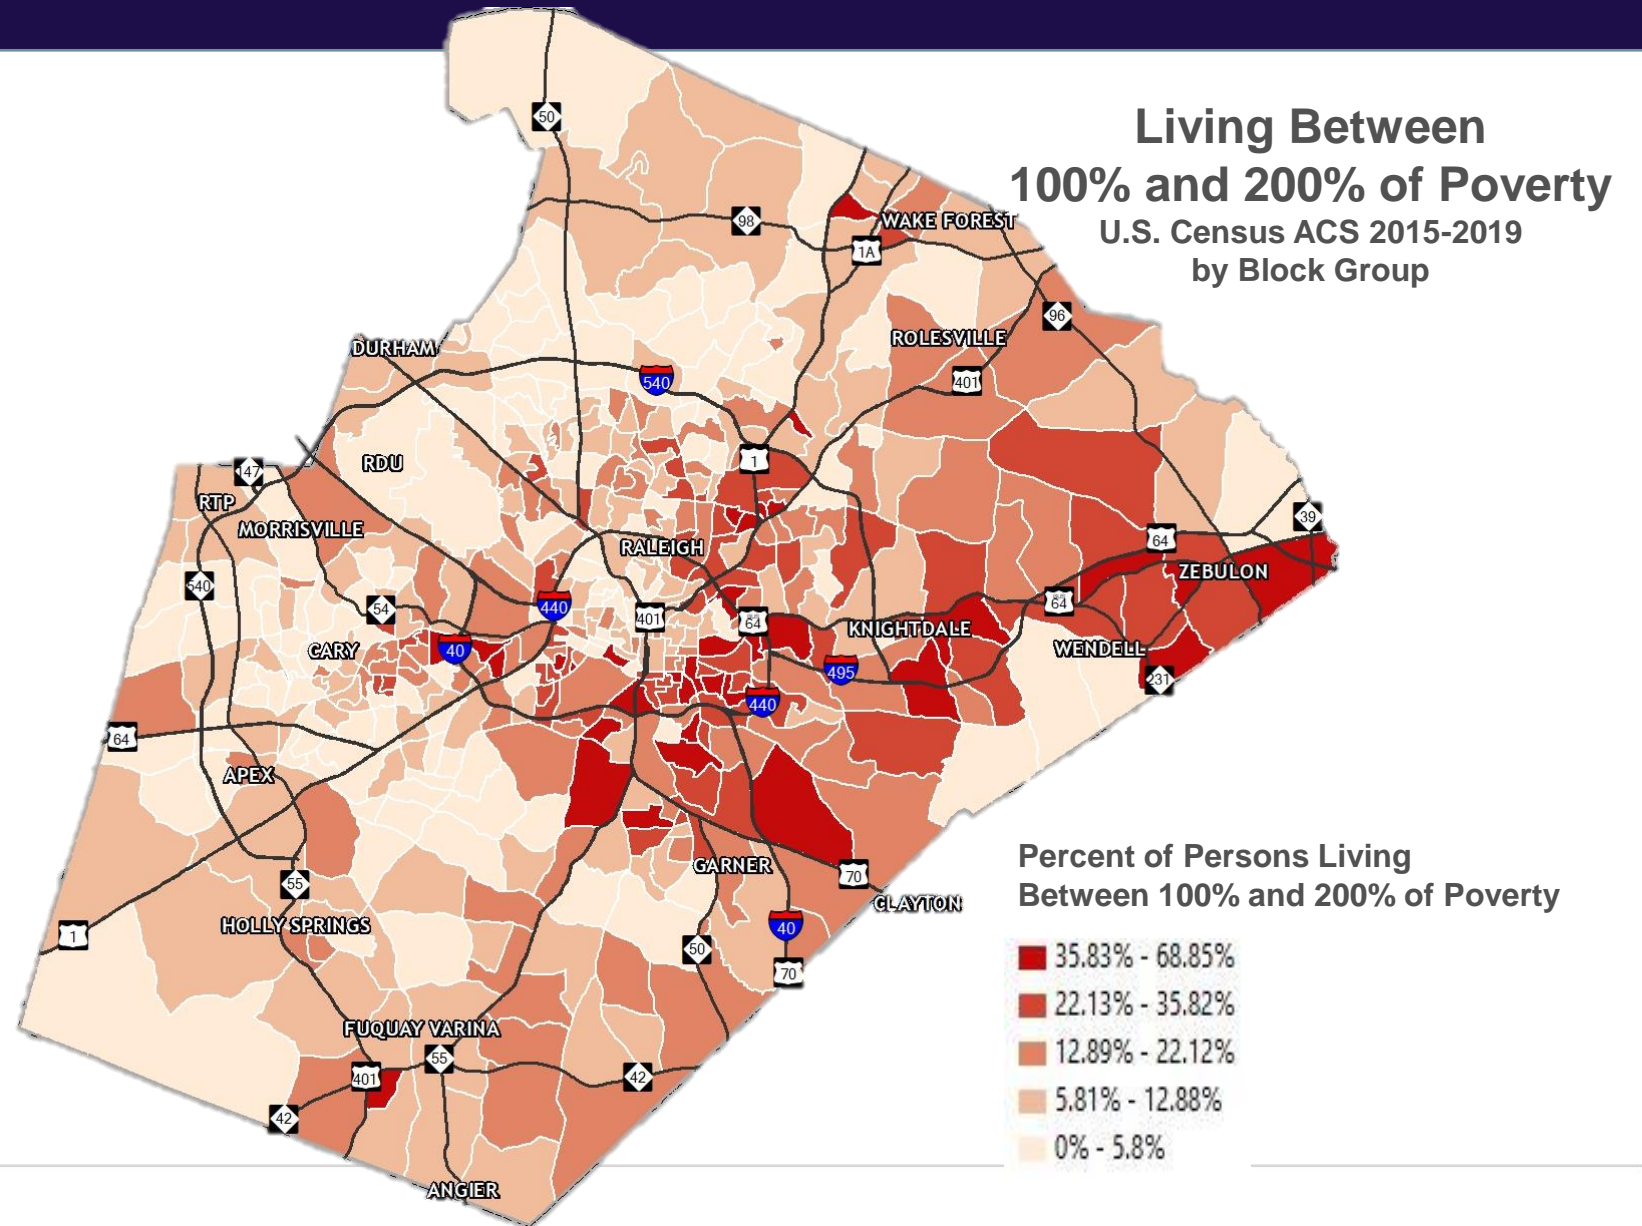 Living Between
100% and 200% of Poverty
U.S. Census ACS 2015-2019
by Block Group
50
98
WAKE FOREST
1A
96
ROLESVILLE
DURHAM
540
401
RDU
1
147
RTP
39
MORRISVILLE
64
RALEIGH
ZEBULON
540
54
440
401
64
64
KNIGHTDALE
CARY
40
WENDELL
495
231
440
64
APEX
Percent of Persons Living
Between 100% and 200% of Poverty
GARNER
70
55
CLAYTON
HOLLY SPRINGS
40
1
50
35.83% - 68.85%
70
22.13% - 35.82%
FUQUAY VARINA
55
12.89% - 22.12%
401
42
5.81% - 12.88%
42
0% - 5.8%
ANGIER